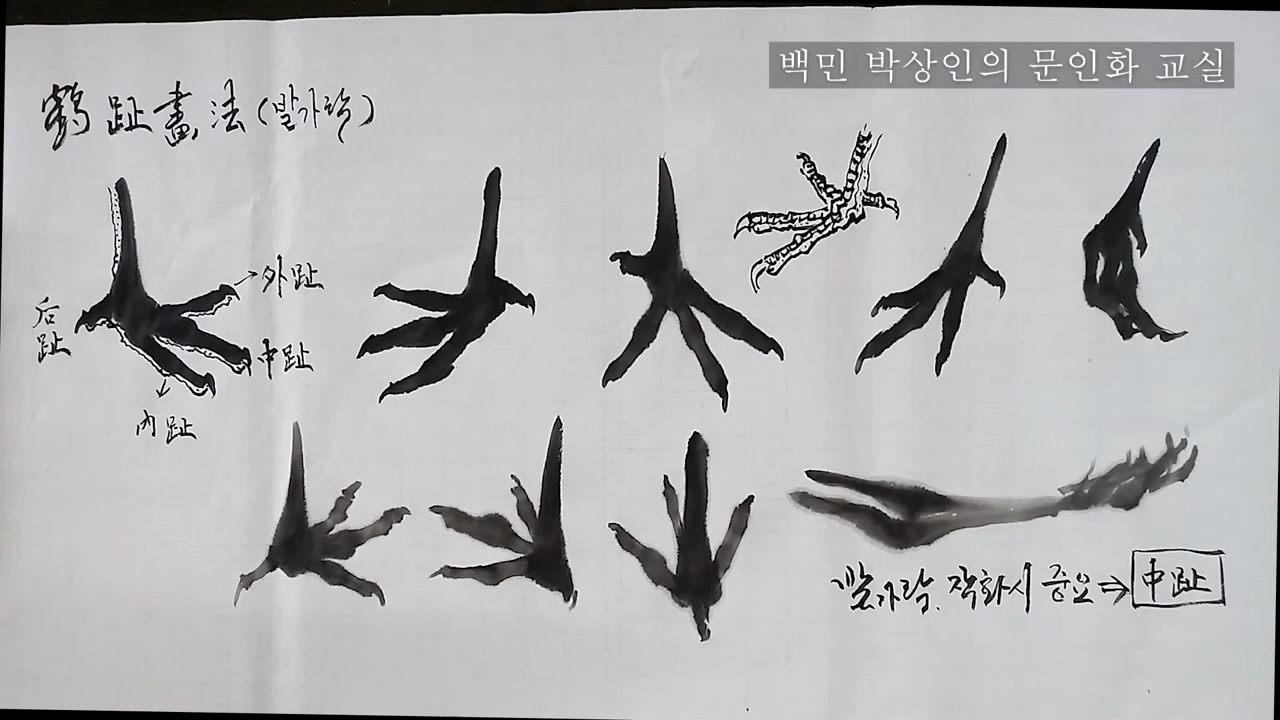 백민 박상인의 문인화 교실
鶴趾畫法(발가락)
外趾
后趾
中趾
內趾
발가락. 작화시 중요⇒ 中趾